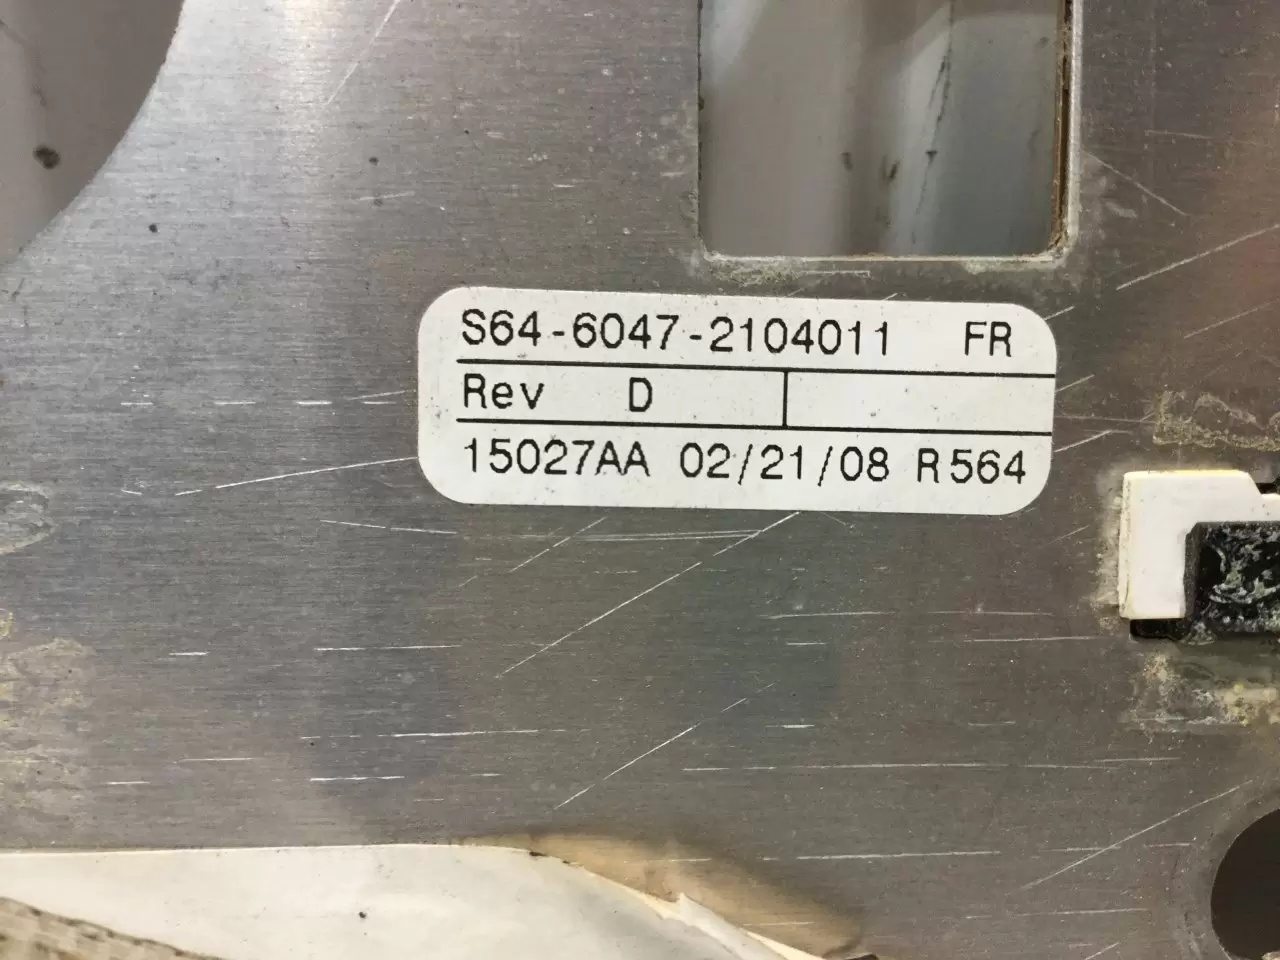 S64-6047-2104011 FR
Rev D
15027AA 02/21/08 R564